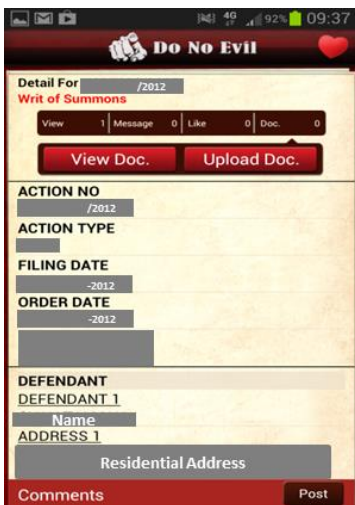 4G 92% 09:37
Do No Evil
Detail For /2012
Writ of Summons
View 1 Message 0 Like 0 Doc. 0
View Doc. Upload Doc.
ACTION NO
/2012
ACTION TYPE
FILING DATE
-2012
ORDER DATE
-2012
DEFENDANT
DEFENDANT 1
Name
ADDRESS 1
Residential Address
Comments Post